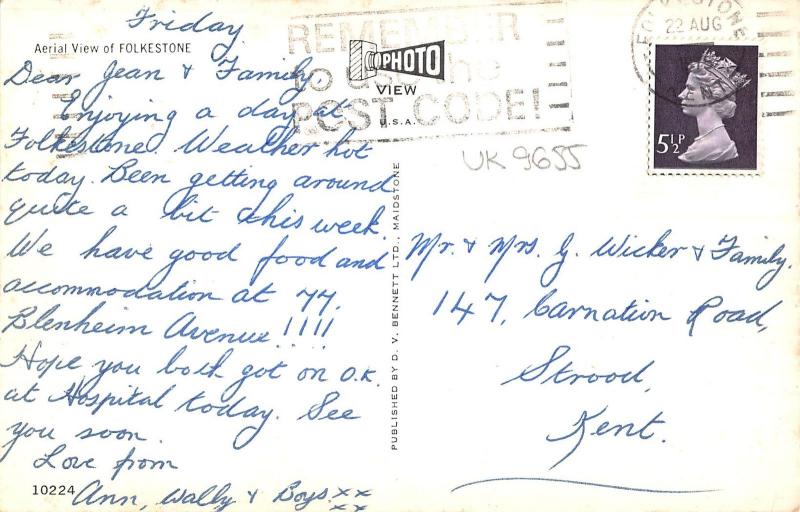 Friday
Aerial View of FOLKESTONE
Dear Jean & Family,
Enjoying a day at
Folkestone. Weather hot
today. Been getting around
quite a bit this week.
We have good food and
accommodation at 77,
Blenheim Avenue!!!!
Hope you both got on O.K.
at Hospital today. See
you soon.
Love from
Ann, Wally & Boys. xx
xx
10224
REMEMBER
to use the
POST CODE!
PHOTO
VIEW
U.S.A.
UK 9655
PUBLISHED BY D. V. BENNETT LTD., MAIDSTONE
FOLKESTONE
22 AUG
5½P
Mr. & Mrs. J. Wicker & Family.
147, Carnation Road,
Strood,
Kent.